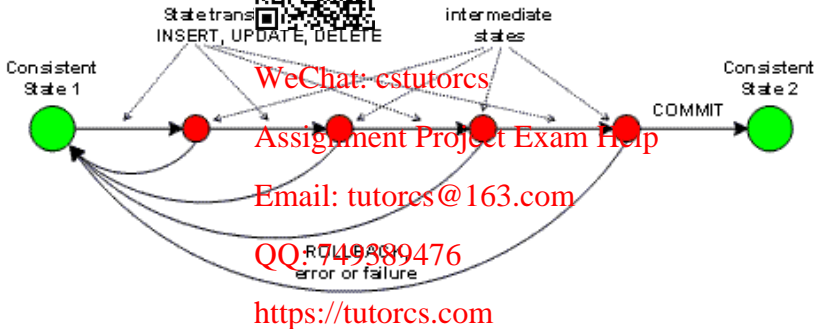 State trans
INSERT, UPDATE, DELETE
intermediate
states
Consistent
State 1
WeChat: cstutorcs
Consistent
State 2
COMMIT
Assignment Project Exam Help
Email: tutorcs@163.com
QQ: 749389476
ROLLBACK,
error or failure
https://tutorcs.com